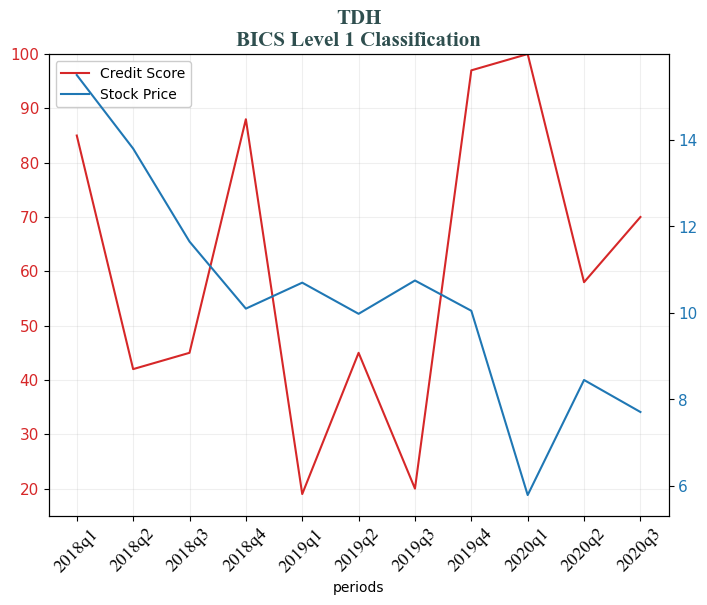 TDH
BICS Level 1 Classification
Credit Score
Stock Price
100
90
80
70
60
50
40
30
20
14
12
10
8
6
2018q1
2018q2
2018q3
2018q4
2019q1
2019q2
2019q3
2019q4
2020q1
2020q2
2020q3
periods